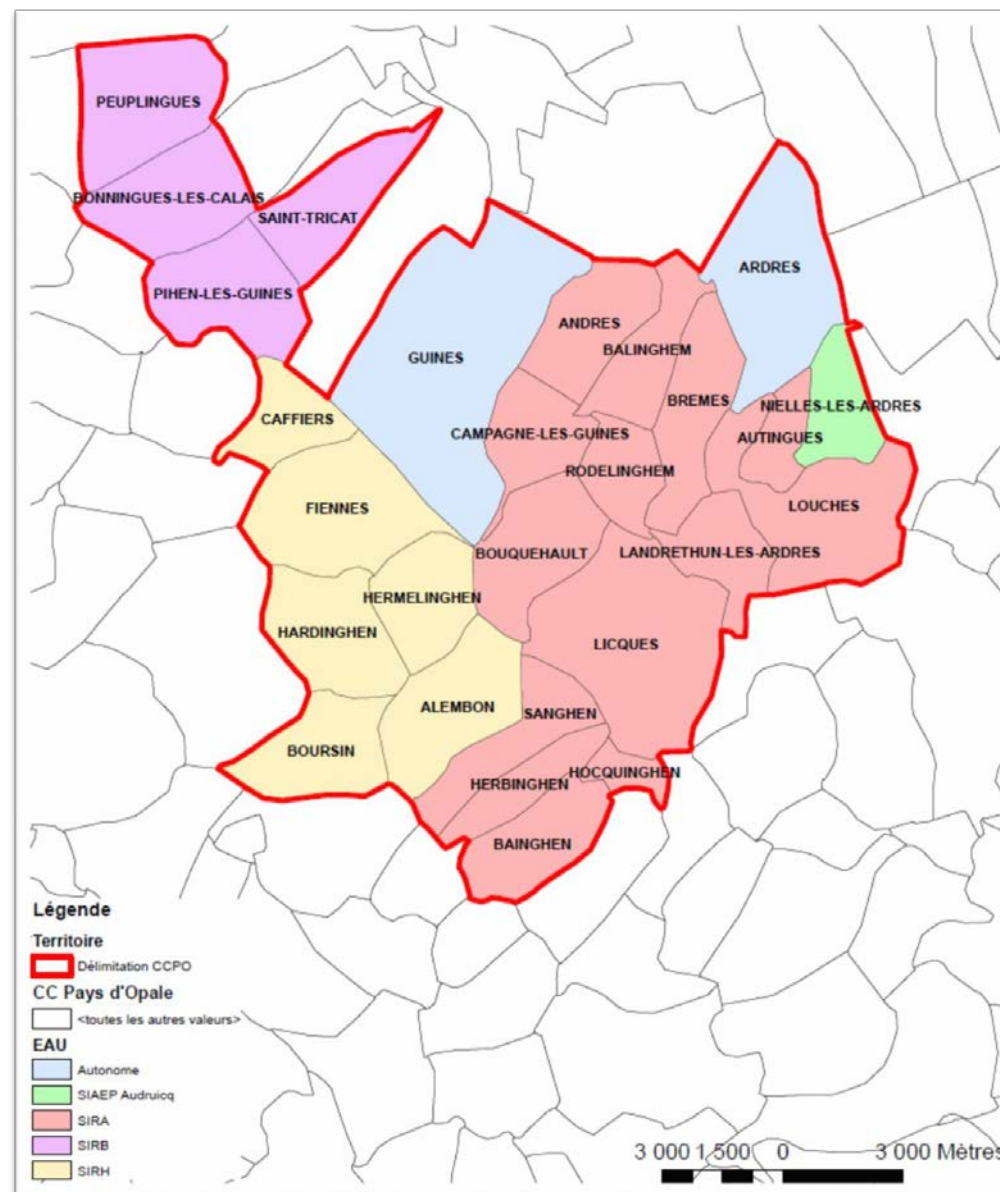 PEUPLINGUES
BONNINGUES-LES-CALAIS
SAINT-TRICAT
PIHEN-LES-GUINES
ARDRES
ANDRES
BALINGHEM
GUINES
BREMES
NIELLES-LES-ARDRES
CAFFIERS
CAMPAGNE-LES-GUINES
AUTINGUES
RODELINGHEM
FIENNES
LOUCHES
BOUQUEHAULT
LANDRETHUN-LES-ARDRES
HERMELINGHEN
HARDINGHEN
LICQUES
ALEMBON
SANGHEN
BOURSIN
HOCQUINGHEN
HERBINGHEN
BAINGHEN
Légende
Territoire
Délimitation CCPO
CC Pays d'Opale
<toutes les autres valeurs>
EAU
Autonome
SIAEP Audruicq
SIRA
SIRB
SIRH
3 000 1 500 0 3 000 Mètres